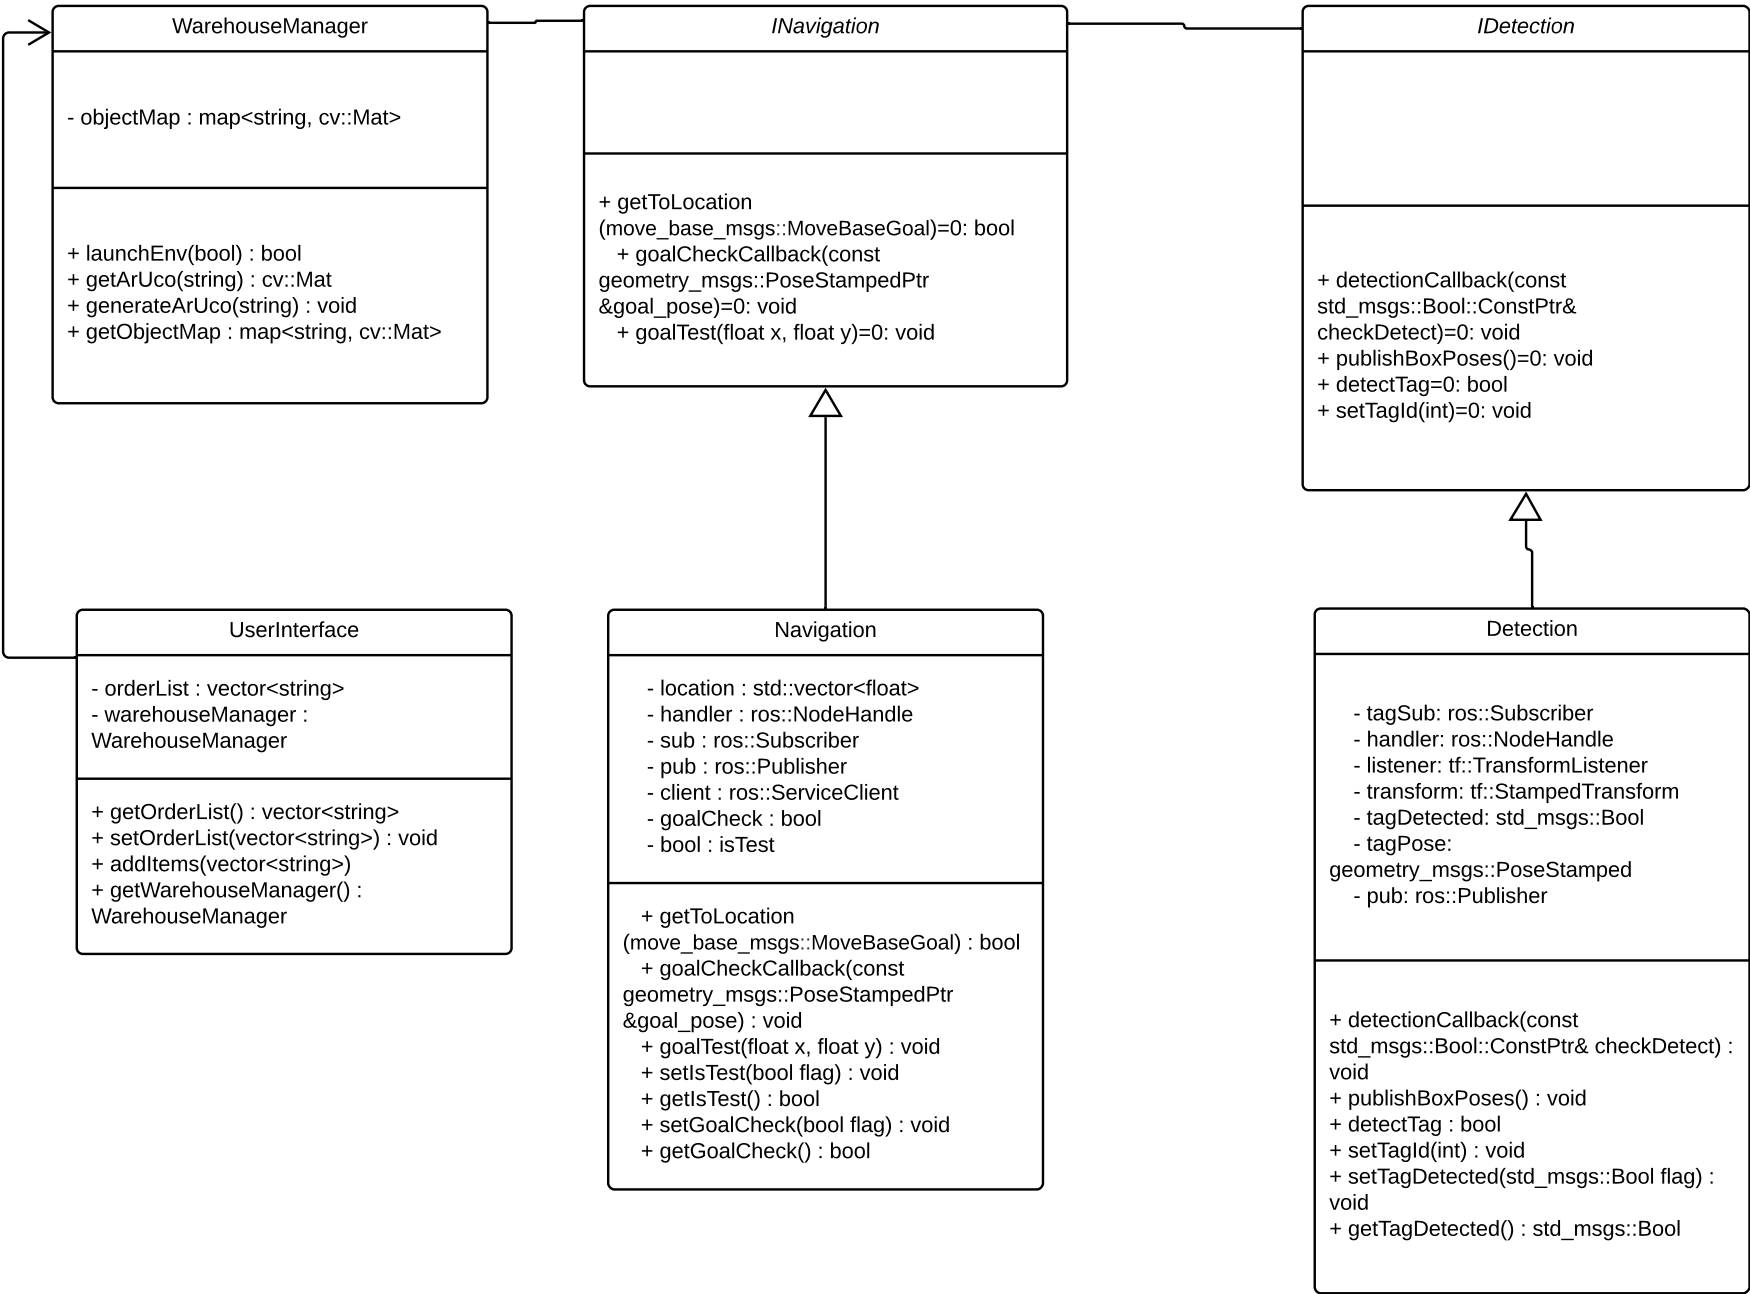 WarehouseManager
- objectMap : map<string, cv::Mat>
+ launchEnv(bool) : bool
+ getArUco(string) : cv::Mat
+ generateArUco(string) : void
+ getObjectMap : map<string, cv::Mat>
INavigation
+ getToLocation
(move_base_msgs::MoveBaseGoal)=0: bool
+ goalCheckCallback(const
geometry_msgs::PoseStampedPtr
&goal_pose)=0: void
+ goalTest(float x, float y)=0: void
IDetection
+ detectionCallback(const
std_msgs::Bool::ConstPtr&
checkDetect)=0: void
+ publishBoxPoses()=0: void
+ detectTag=0: bool
+ setTagId(int)=0: void
UserInterface
- orderList : vector<string>
- warehouseManager :
WarehouseManager
+ getOrderList() : vector<string>
+ setOrderList(vector<string>) : void
+ addItems(vector<string>)
+ getWarehouseManager() :
WarehouseManager
Navigation
- location : std::vector<float>
- handler : ros::NodeHandle
- sub : ros::Subscriber
- pub : ros::Publisher
- client : ros::ServiceClient
- goalCheck : bool
- bool : isTest
+ getToLocation
(move_base_msgs::MoveBaseGoal) : bool
+ goalCheckCallback(const
geometry_msgs::PoseStampedPtr
&goal_pose) : void
+ goalTest(float x, float y) : void
+ setIsTest(bool flag) : void
+ getIsTest() : bool
+ setGoalCheck(bool flag) : void
+ getGoalCheck() : bool
Detection
- tagSub: ros::Subscriber
- handler: ros::NodeHandle
- listener: tf::TransformListener
- transform: tf::StampedTransform
- tagDetected: std_msgs::Bool
- tagPose:
geometry_msgs::PoseStamped
- pub: ros::Publisher
+ detectionCallback(const
std_msgs::Bool::ConstPtr& checkDetect) :
void
+ publishBoxPoses() : void
+ detectTag : bool
+ setTagId(int) : void
+ setTagDetected(std_msgs::Bool flag) :
void
+ getTagDetected() : std_msgs::Bool